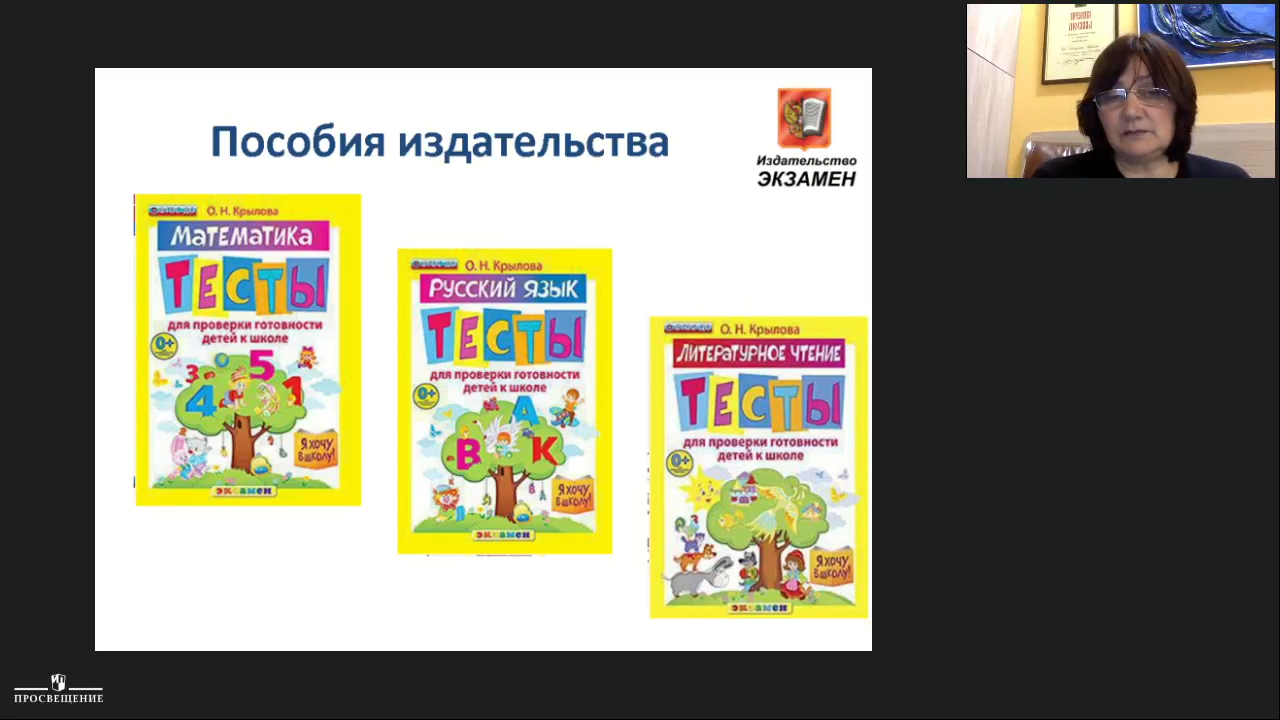 Пособия издательства
Издательство
ЭКЗАМЕН
О. Н. Крылова
МАТЕМАТИКА
ТЕСТЫ
для проверки готовности
детей к школе
0+
3
5
4
1
Я хочу
в школу!
экзамен
О. Н. Крылова
РУССКИЙ ЯЗЫК
ТЕСТЫ
для проверки готовности
детей к школе
0+
А
В
К
Я хочу
в школу!
экзамен
О. Н. Крылова
ЛИТЕРАТУРНОЕ ЧТЕНИЕ
ТЕСТЫ
для проверки готовности
детей к школе
0+
Я хочу
в школу!
экзамен
ПРЕМИЯ
МОСКВЫ
ПРОСВЕЩЕНИЕ